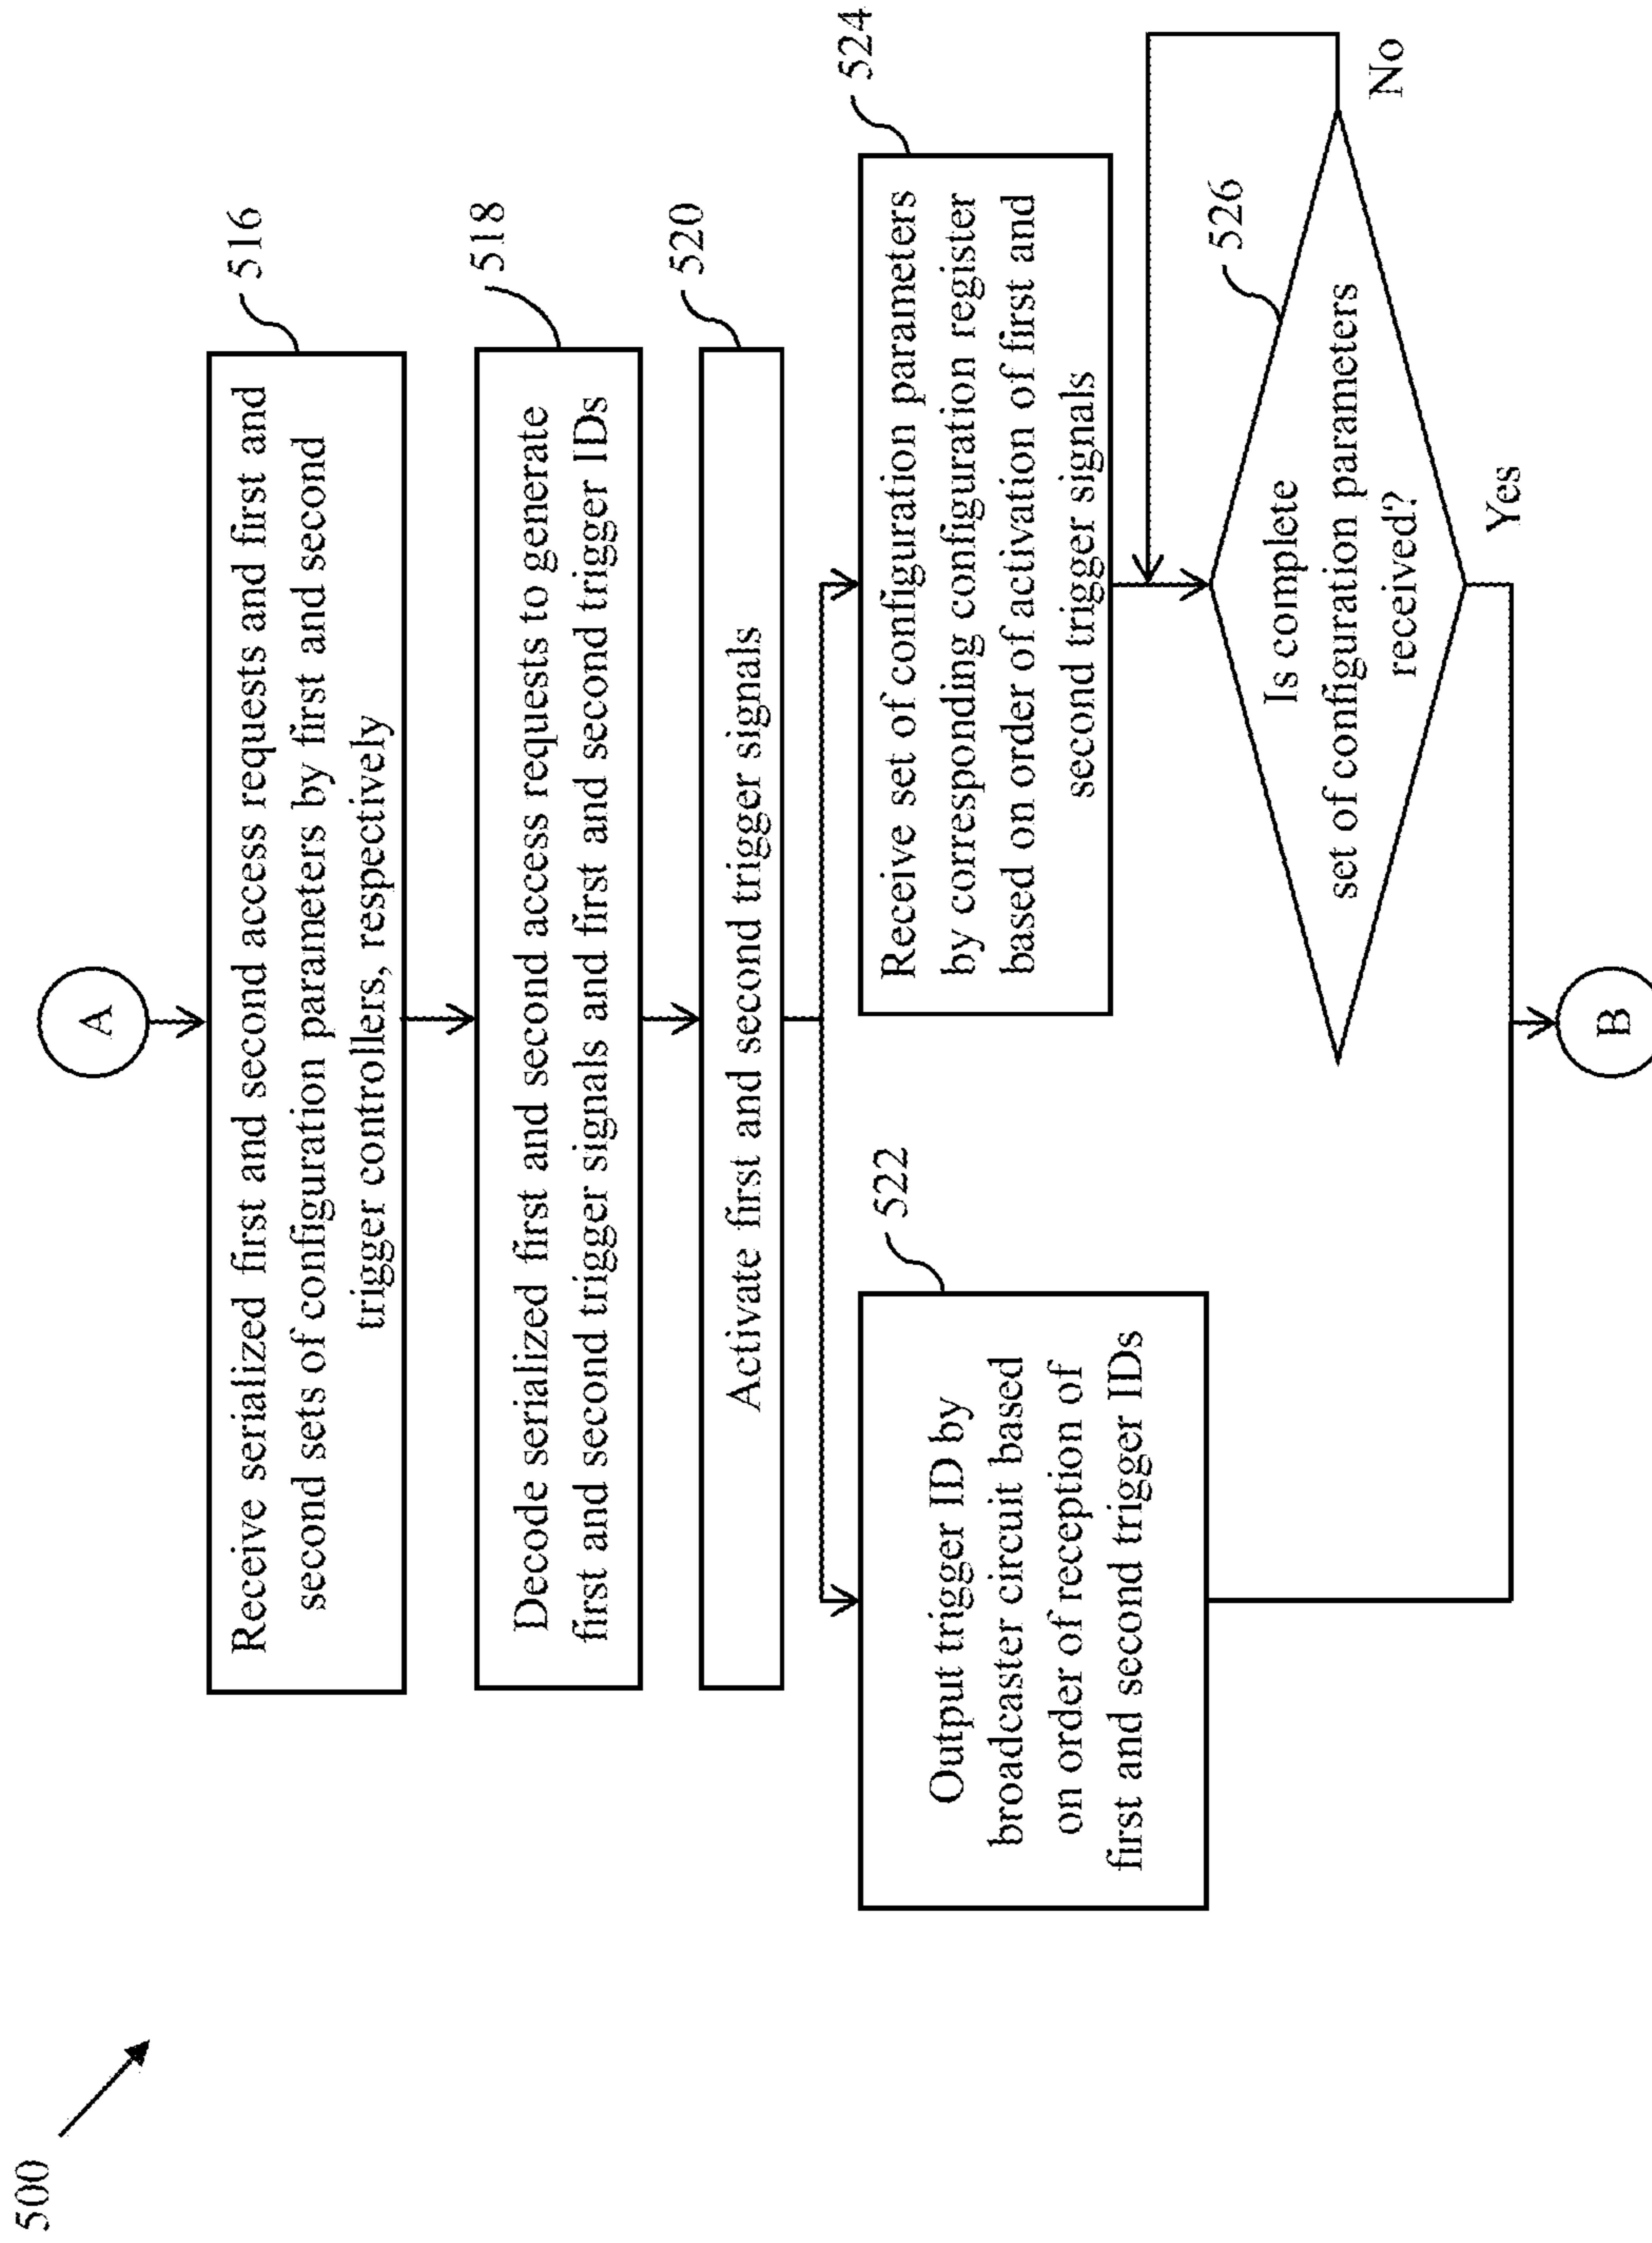 500
A
516
Receive serialized first and second access requests and first and
second sets of configuration parameters by first and second
trigger controllers, respectively
518
Decode serialized first and second access requests to generate
first and second trigger signals and first and second trigger IDs
520
Activate first and second trigger signals
522
Output trigger ID by
broadcaster circuit based
on order of reception of
first and second trigger IDs
524
Receive set of configuration parameters
by corresponding configuration register
based on order of activation of first and
second trigger signals
526
Is complete
set of configuration parameters
received?
No
Yes
B